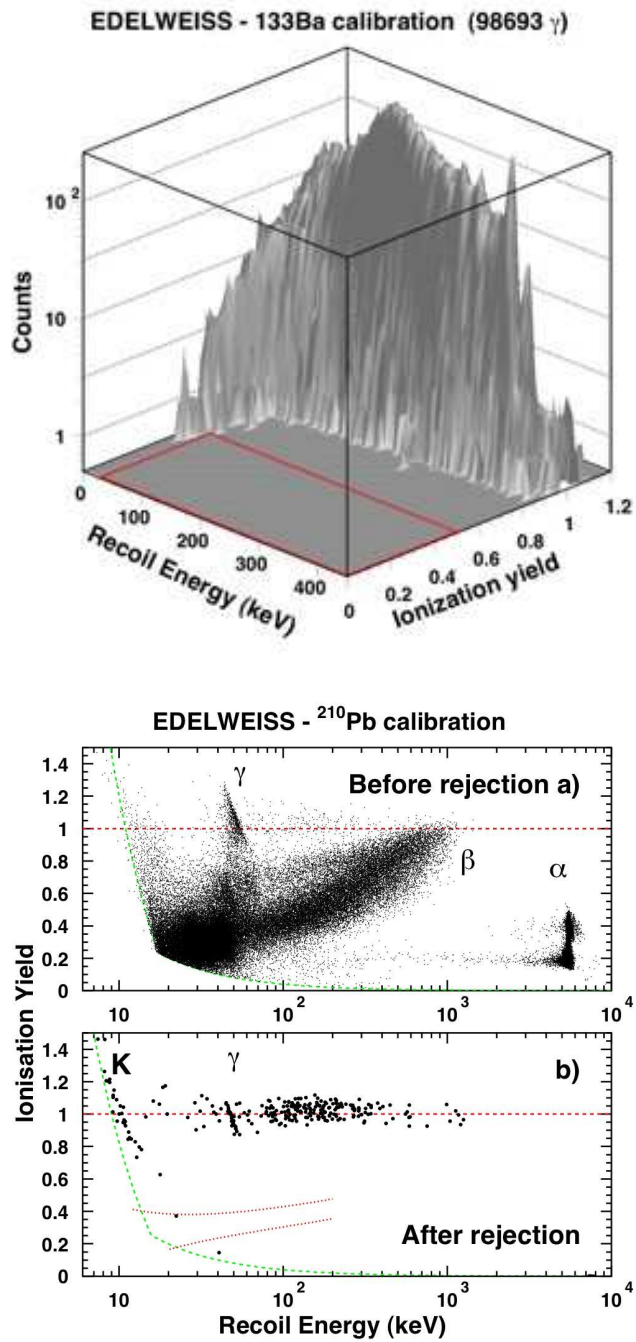 EDELWEISS - 133Ba calibration (98693 γ)
Counts
10 2
10
1
0
100
200
300
400
Recoil Energy (keV)
0
0.2
0.4
0.6
0.8
1
1.2
Ionization yield
EDELWEISS - 210Pb calibration
Ionisation Yield
1.4
1.2
1
0.8
0.6
0.4
0.2
0
γ
Before rejection a)
β
α
10
10 2
10 3
10 4
1.4
1.2
1
0.8
0.6
0.4
0.2
0
K
γ
b)
After rejection
10
10 2
10 3
10 4
Recoil Energy (keV)